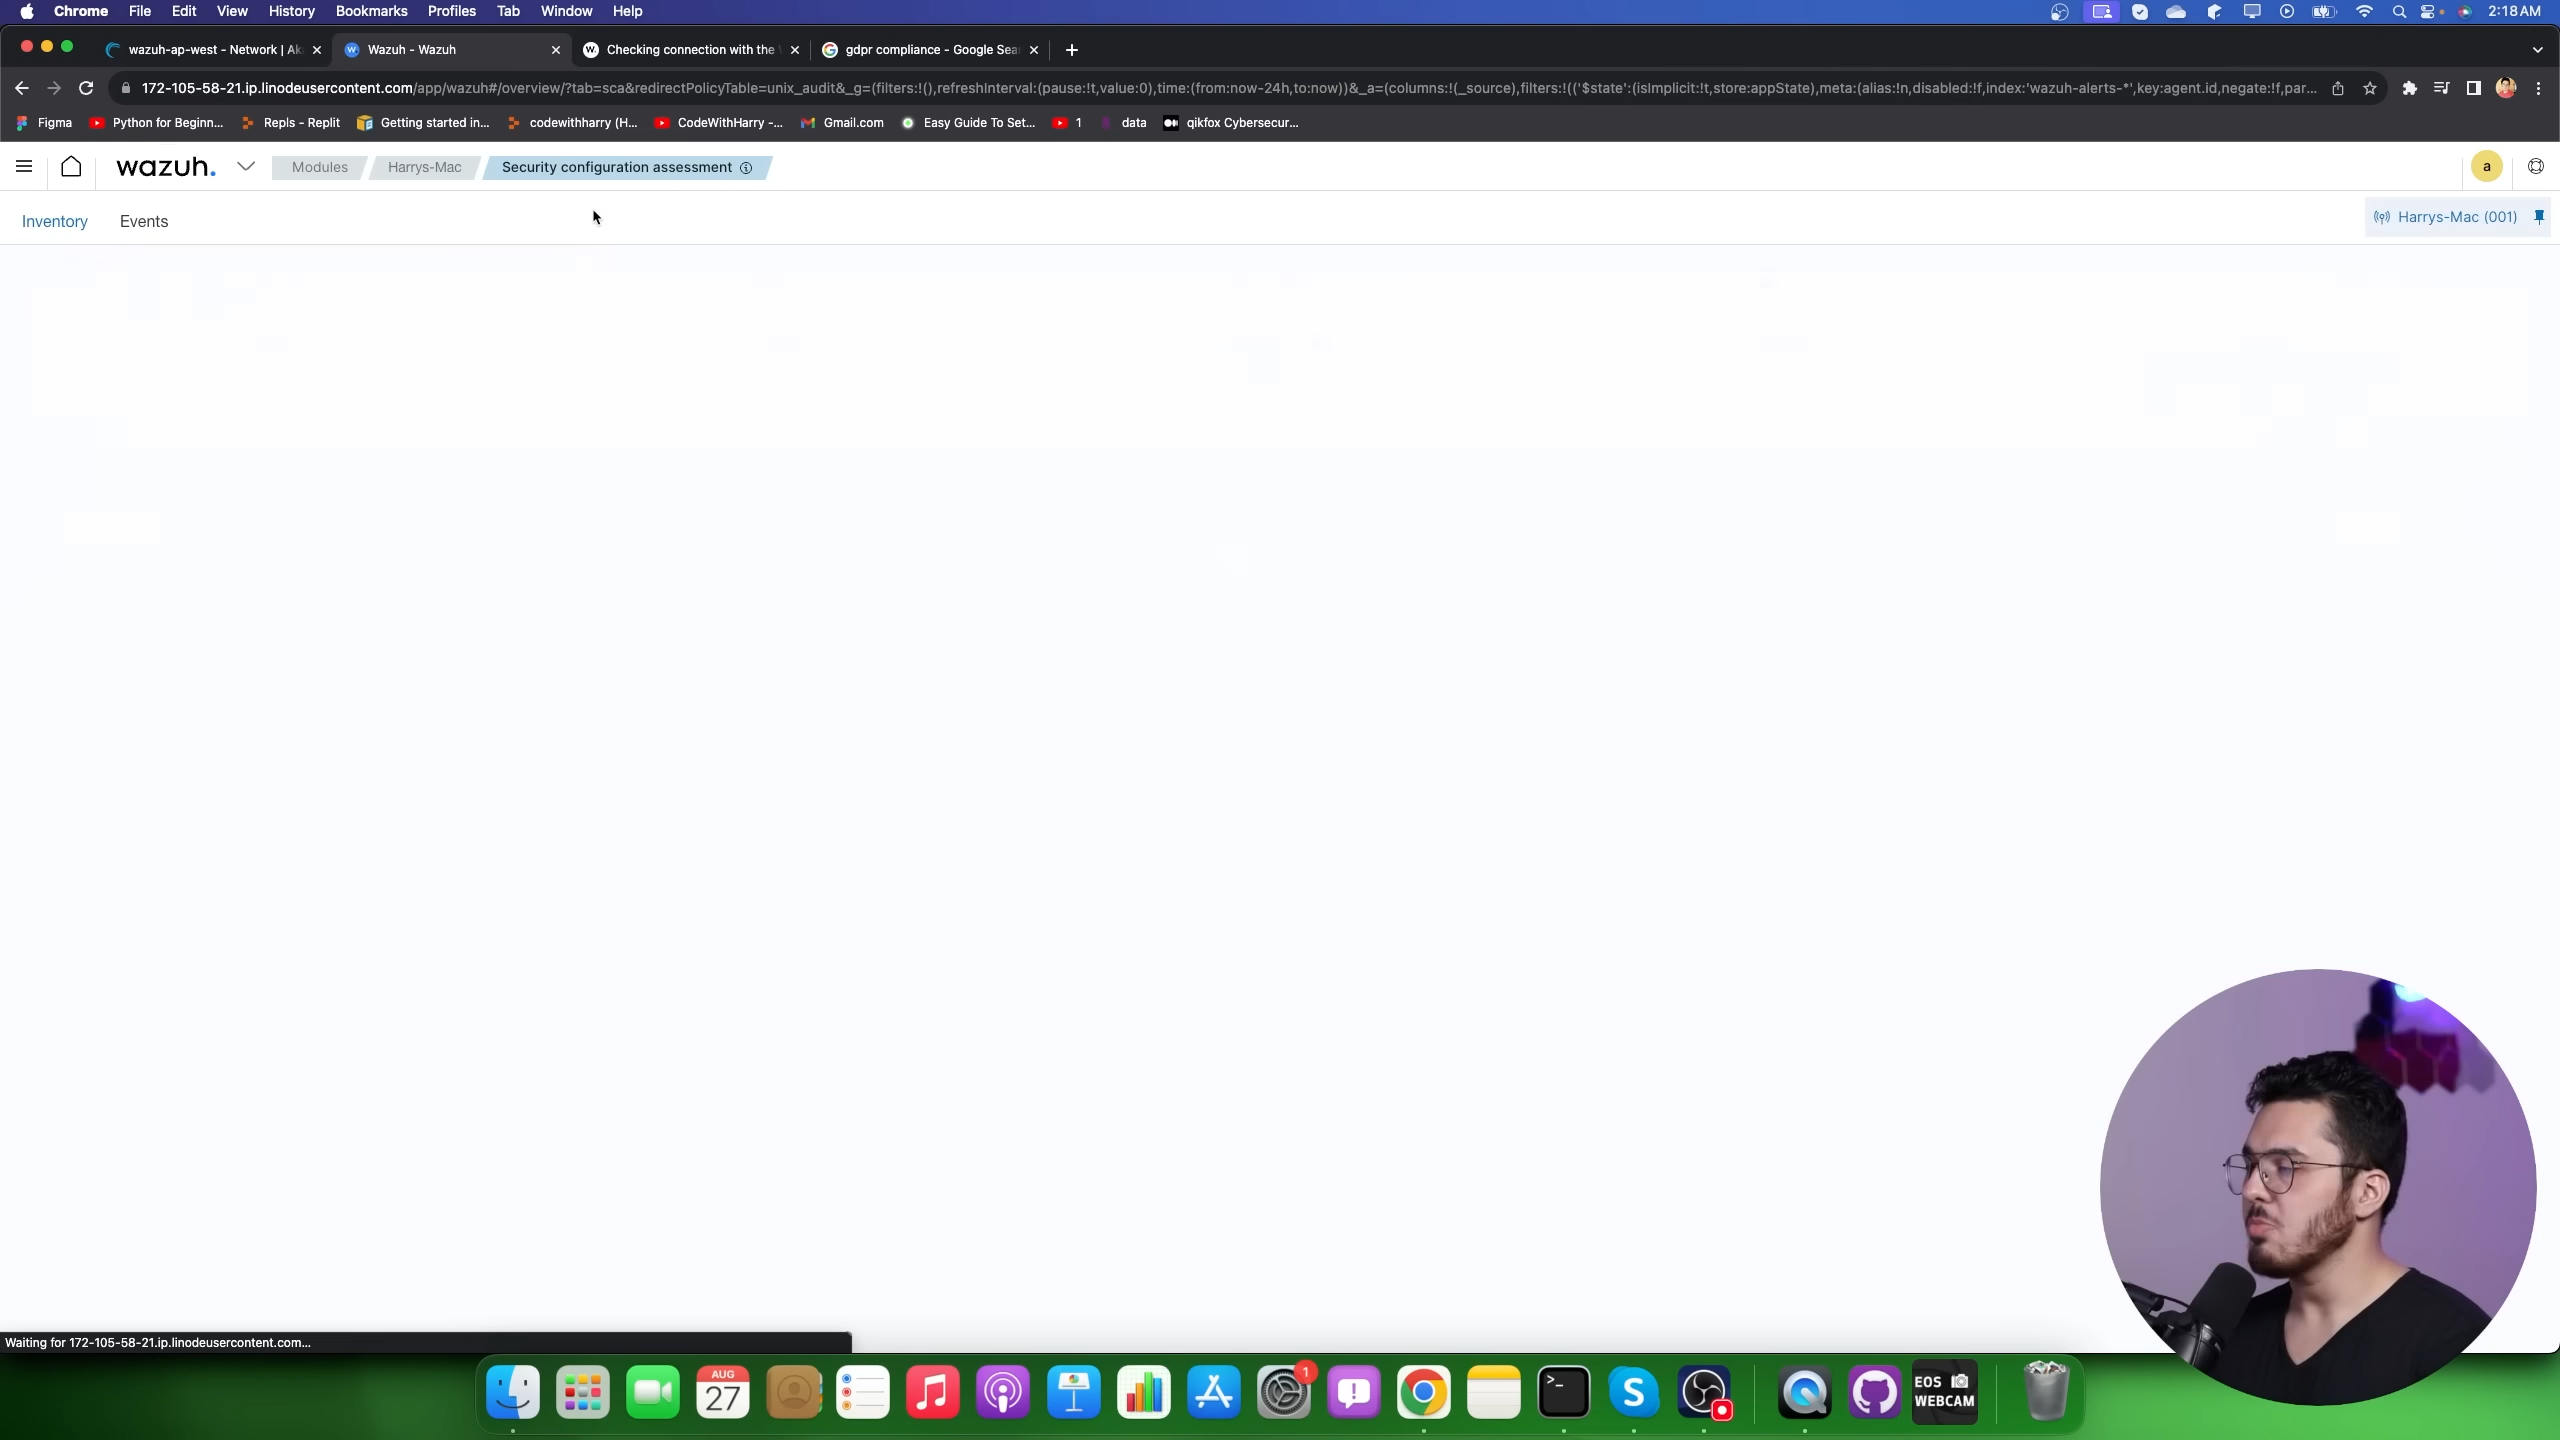 Chrome File Edit View History Bookmarks Profiles Tab Window Help 2:18 AM
wazuh-ap-west - Network | Ak Wazuh - Wazuh Checking connection with the gdpr compliance - Google Sea
172-105-58-21.ip.linodeusercontent.com/app/wazuh#/overview/?tab=sca&redirectPolicyTable=unix_audit&_g=(filters:!(),refreshInterval:(pause:!t,value:0),time:(from:now-24h,to:now))&_a=(columns:!(_source),filters:!(('$state':(isImplicit:!t,store:appState),meta:(alias:!n,disabled:!f,index:'wazuh-alerts-*',key:agent.id,negate:!f,par...
Figma Python for Beginn... Repls - Replit Getting started in... codewithharry (H... CodeWithHarry -... Gmail.com Easy Guide To Set... 1 data qikfox Cybersecur...
wazuh. Modules Harrys-Mac Security configuration assessment a
Inventory Events Harrys-Mac (001)
Waiting for 172-105-58-21.ip.linodeusercontent.com...
AUG
27
1
EOS
WEBCAM